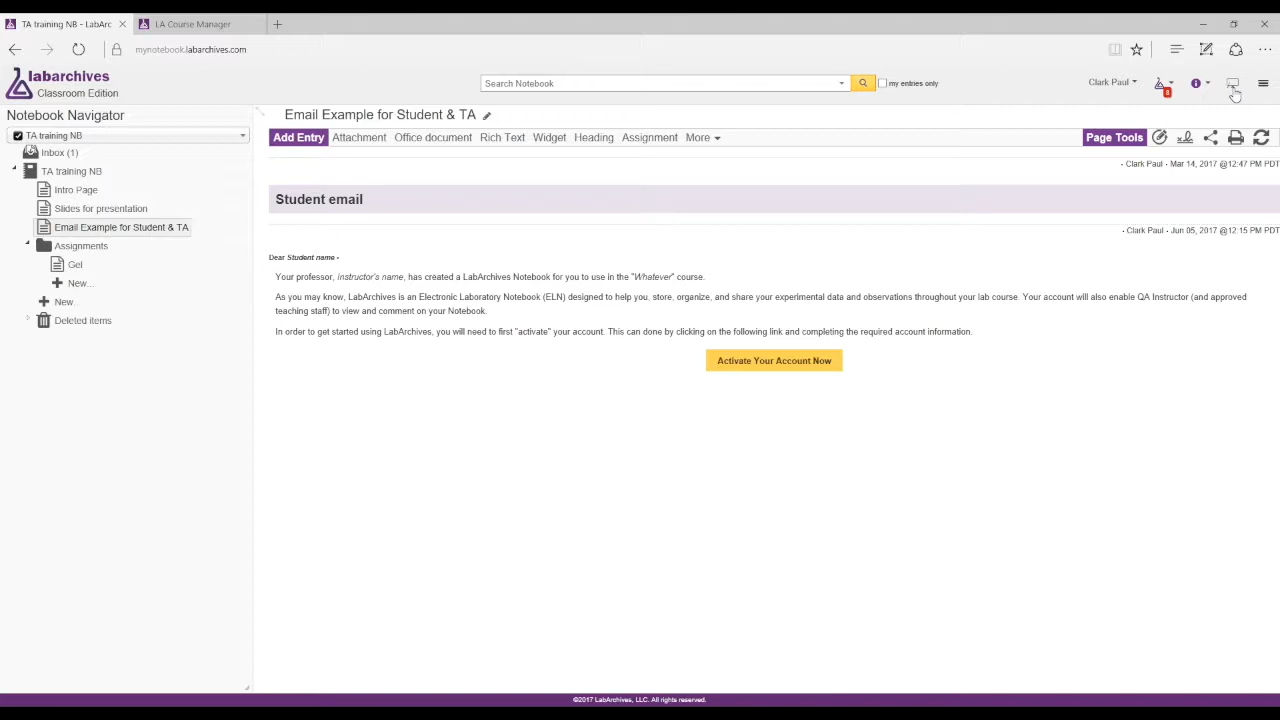 TA training NB - LabArc
LA Course Manager
mynotebook.labarchives.com
labarchives
Classroom Edition
Search Notebook
my entries only
Clark Paul
8
Notebook Navigator
Email Example for Student & TA
TA training NB
Add Entry Attachment Office document Rich Text Widget Heading Assignment More
Page Tools
Inbox (1)
- Clark Paul - Mar 14, 2017 @12:47 PM PDT
TA training NB
Intro Page
Student email
Slides for presentation
Email Example for Student & TA
- Clark Paul - Jun 05, 2017 @12:15 PM PDT
Assignments
Dear Student name -
Gel
Your professor, instructor's name, has created a LabArchives Notebook for you to use in the "Whatever" course.
New...
As you may know, LabArchives is an Electronic Laboratory Notebook (ELN) designed to help you, store, organize, and share your experimental data and observations throughout your lab course. Your account will also enable QA Instructor (and approved
New...
teaching staff) to view and comment on your Notebook.
Deleted items
In order to get started using LabArchives, you will need to first "activate" your account. This can done by clicking on the following link and completing the required account information.
Activate Your Account Now
©2017 LabArchives, LLC. All rights reserved.